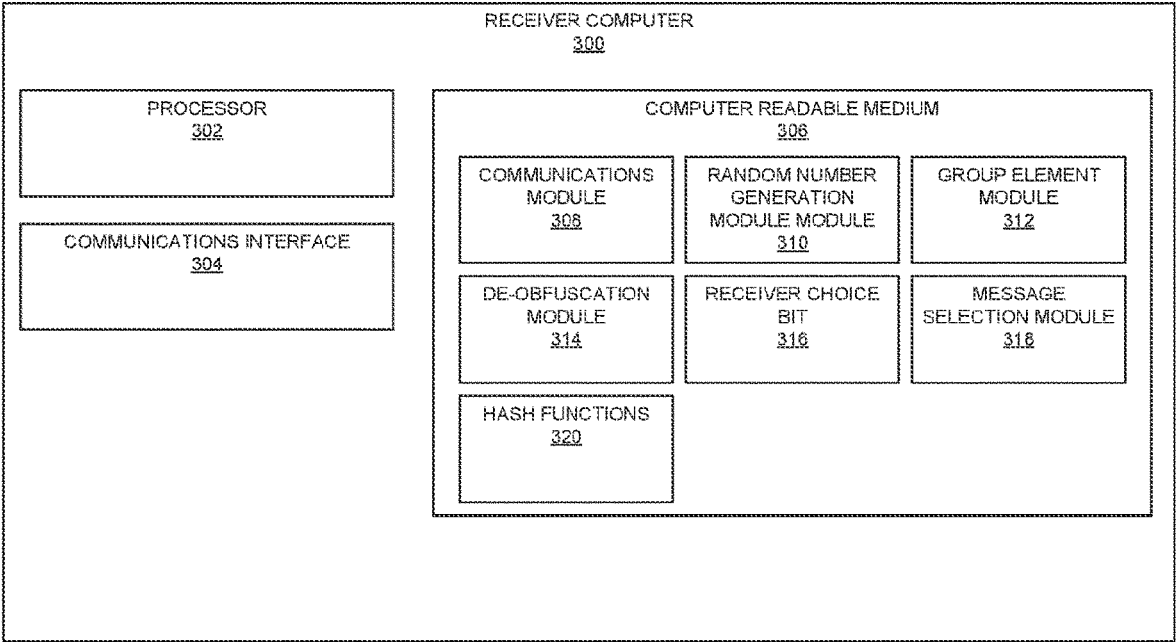 RECEIVER COMPUTER
300
PROCESSOR
302
COMMUNICATIONS INTERFACE
304
COMPUTER READABLE MEDIUM
306
COMMUNICATIONS
MODULE
308
RANDOM NUMBER
GENERATION
MODULE MODULE
310
GROUP ELEMENT
MODULE
312
DE-OBFUSCATION
MODULE
314
RECEIVER CHOICE
BIT
316
MESSAGE
SELECTION MODULE
318
HASH FUNCTIONS
320